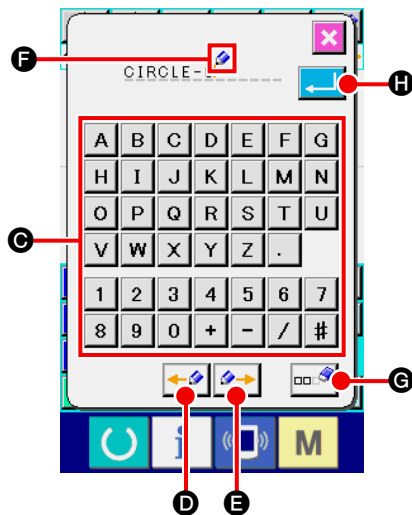 F
CIRCLE-
H
A B C D E F G
H I J K L M N
O P Q R S T U
C
V W X Y Z .
1 2 3 4 5 6 7
8 9 0 + - / #
G
i M
D E